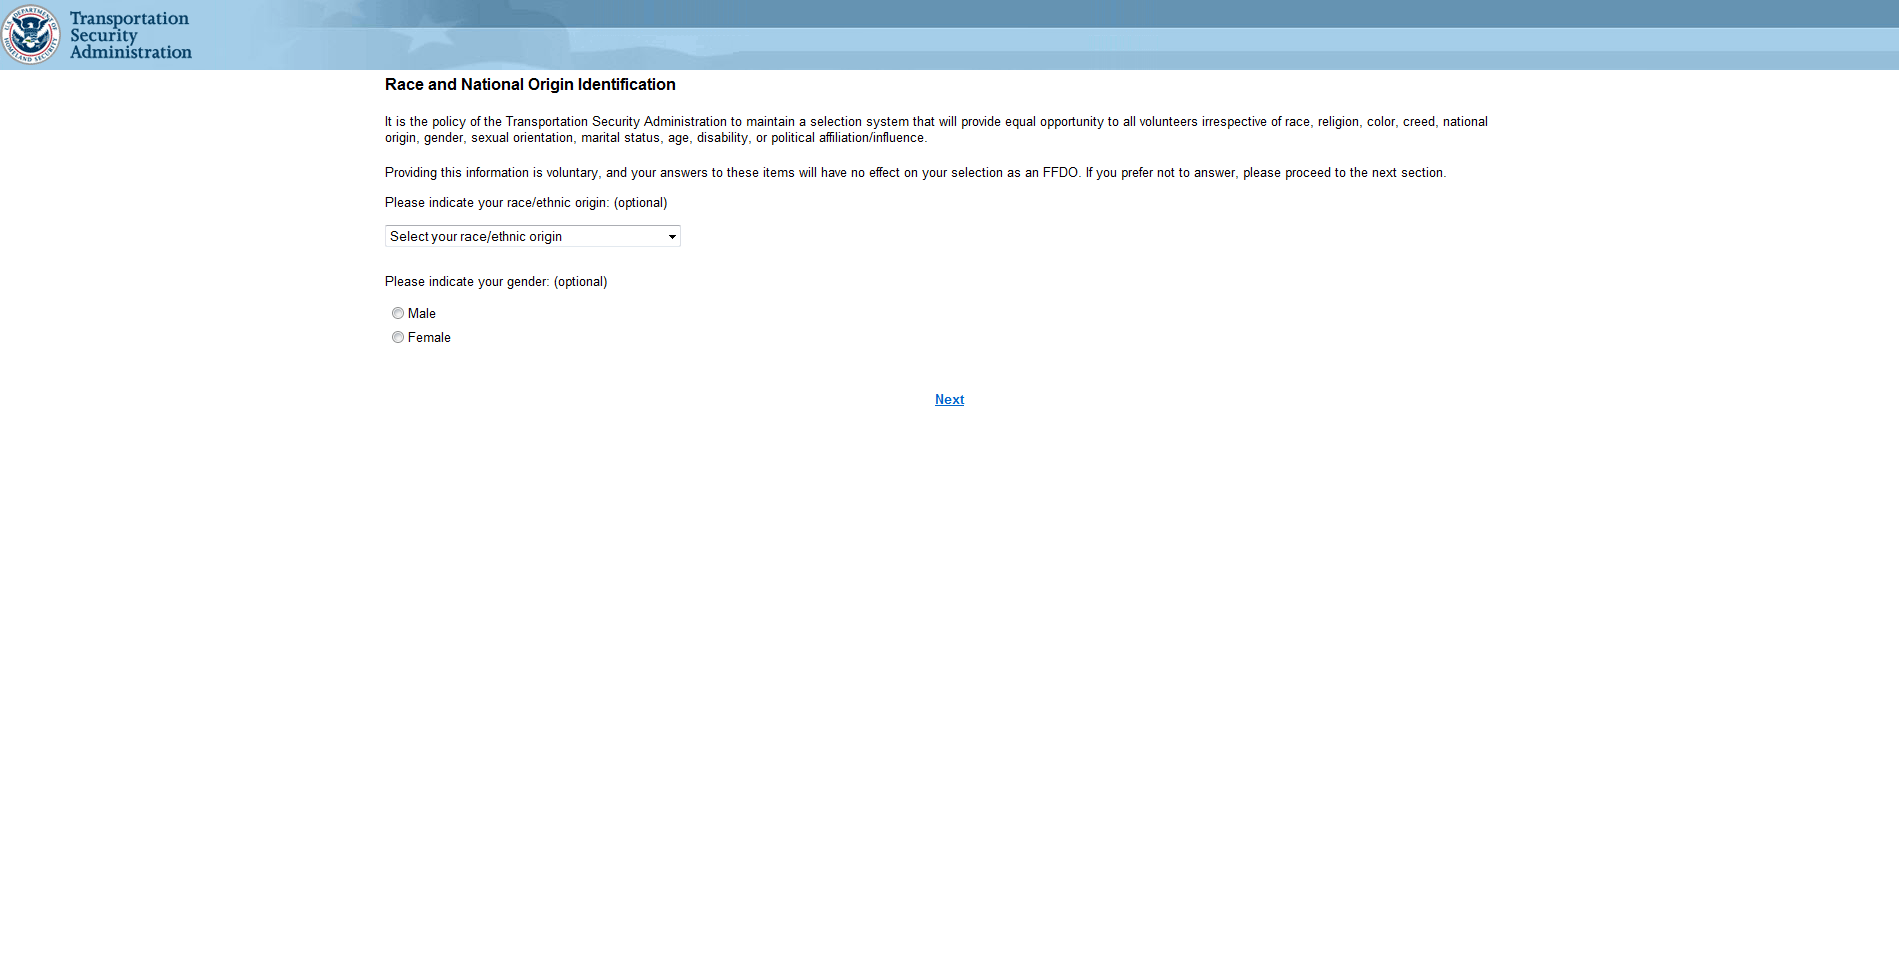 Transportation
Security
Administration
U.S. DEPARTMENT OF
HOMELAND SECURITY
Race and National Origin Identification
It is the policy of the Transportation Security Administration to maintain a selection system that will provide equal opportunity to all volunteers irrespective of race, religion, color, creed, national
origin, gender, sexual orientation, marital status, age, disability, or political affiliation/influence.
Providing this information is voluntary, and your answers to these items will have no effect on your selection as an FFDO. If you prefer not to answer, please proceed to the next section.
Please indicate your race/ethnic origin: (optional)
Select your race/ethnic origin
Please indicate your gender: (optional)
Male
Female
Next